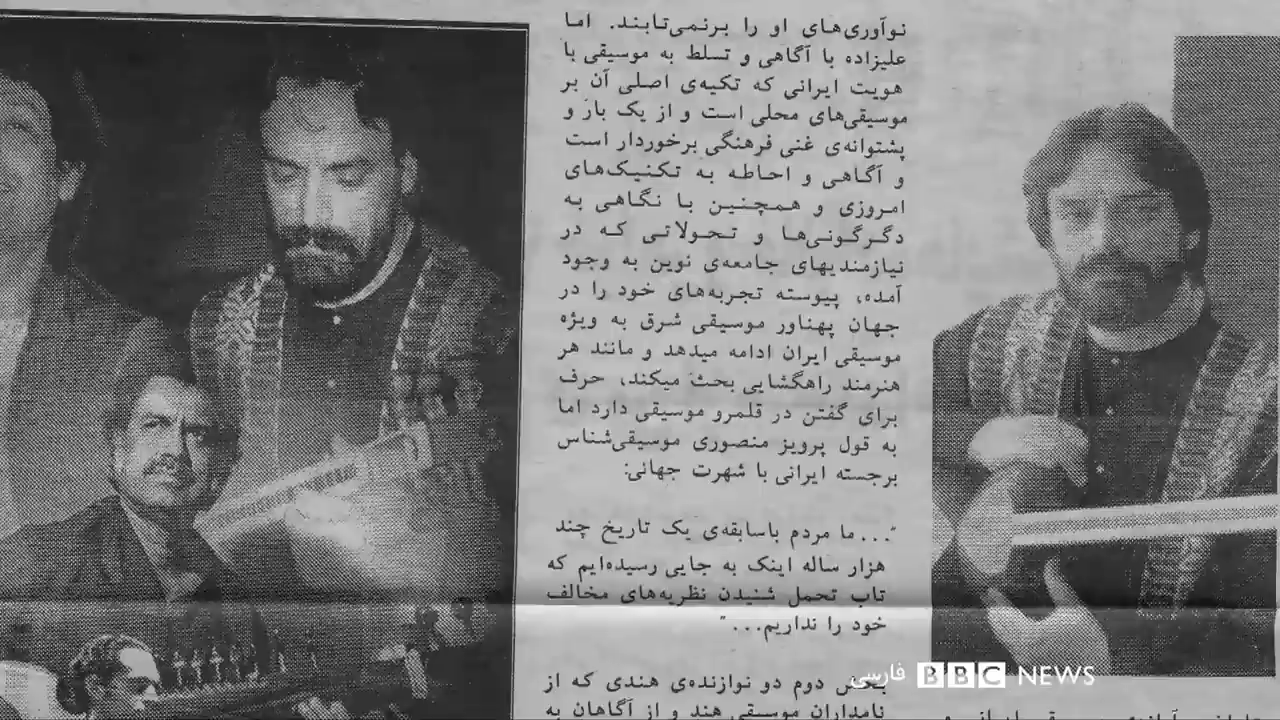 نوآوری‌های او را برنمی‌تابند. اما
علیزاده با آگاهی و تسلط به موسیقی با
هویت ایرانی که تکیه‌ی اصلی آن بر
موسیقی‌های محلی است و از یک بار و
پشتوانه‌ی غنی فرهنگی برخوردار است
و آگاهی و احاطه به تکنیک‌های
امروزی و همچنین با نگاهی به
دگرگونی‌ها و تحولاتی که در
نیازمندیهای جامعه‌ی نوین به وجود
آمده، پیوسته تجربه‌های خود را در
جهان پهناور موسیقی شرق به ویژه
موسیقی ایران ادامه میدهد و مانند هر
هنرمند راهگشایی بحث میکند، حرف
برای گفتن در قلمرو موسیقی دارد اما
به قول پرویز منصوری موسیقی‌شناس
برجسته ایرانی با شهرت جهانی:
"...ما مردم باسابقه‌ی یک تاریخ چند
هزار ساله اینک به جایی رسیده‌ایم که
تاب تحمل شنیدن نظریه‌های مخالف
خود را نداریم..."
بخش دوم دو نوازنده‌ی هندی که از
نامداران موسیقی هند و از آگاهان به
BBC NEWS فارسی